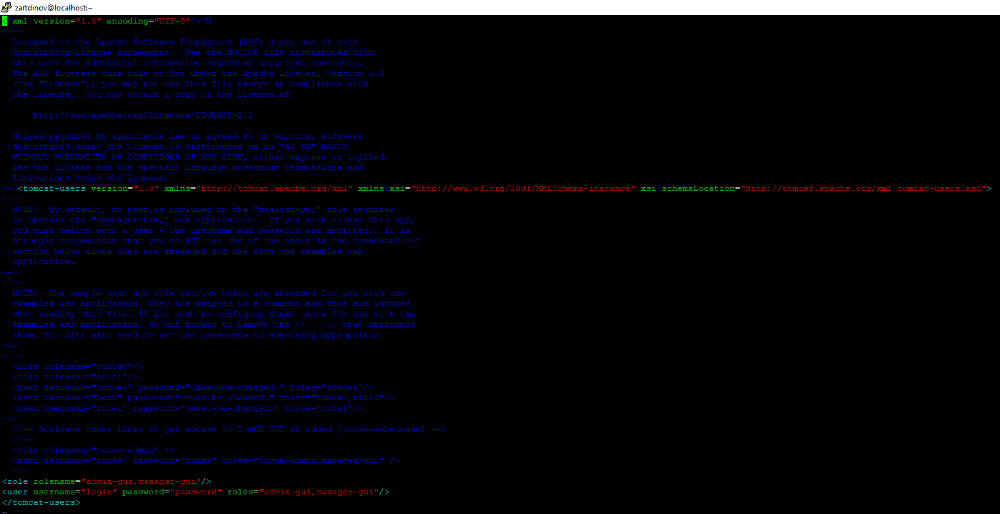 zartdinov@localhost:~
<?xml version="1.0" encoding="UTF-8"?>^M
<!--
  Licensed to the Apache Software Foundation (ASF) under one or more
  contributor license agreements.  See the NOTICE file distributed with
  this work for additional information regarding copyright ownership.
  The ASF licenses this file to You under the Apache License, Version 2.0
  (the "License"); you may not use this file except in compliance with
  the License.  You may obtain a copy of the License at

      http://www.apache.org/licenses/LICENSE-2.0

  Unless required by applicable law or agreed to in writing, software
  distributed under the License is distributed on an "AS IS" BASIS,
  WITHOUT WARRANTIES OR CONDITIONS OF ANY KIND, either express or implied.
  See the License for the specific language governing permissions and
  limitations under the License.
--><tomcat-users version="1.0" xmlns="http://tomcat.apache.org/xml" xmlns:xsi="http://www.w3.org/2001/XMLSchema-instance" xsi:schemaLocation="http://tomcat.apache.org/xml tomcat-users.xsd">
<!--
  NOTE:  By default, no user is included in the "manager-gui" role required
  to operate the "/manager/html" web application.  If you wish to use this app,
  you must define such a user - the username and password are arbitrary. It is
  strongly recommended that you do NOT use one of the users in the commented out
  section below since they are intended for use with the examples web
  application.
-->
<!--
  NOTE:  The sample user and role entries below are intended for use with the
  examples web application. They are wrapped in a comment and thus are ignored
  when reading this file. If you wish to configure these users for use with the
  examples web application, do not forget to remove the <!.. ..> that surrounds
  them. You will also need to set the passwords to something appropriate.
-->
<!--
  <role rolename="tomcat"/>
  <role rolename="role1"/>
  <user username="tomcat" password="<must-be-changed>" roles="tomcat"/>
  <user username="both" password="<must-be-changed>" roles="tomcat,role1"/>
  <user username="role1" password="<must-be-changed>" roles="role1"/>
-->
  <!-- Activate those lines to get access to TomEE GUI if added (tomee-webaccess) -->
  <!--
  <role rolename="tomee-admin" />
  <user username="tomee" password="tomee" roles="tomee-admin,manager-gui" />
  -->
<role rolename="admin-gui,manager-gui"/>
<user username="login" password="password" roles="admin-gui,manager-gui"/>
</tomcat-users>
~